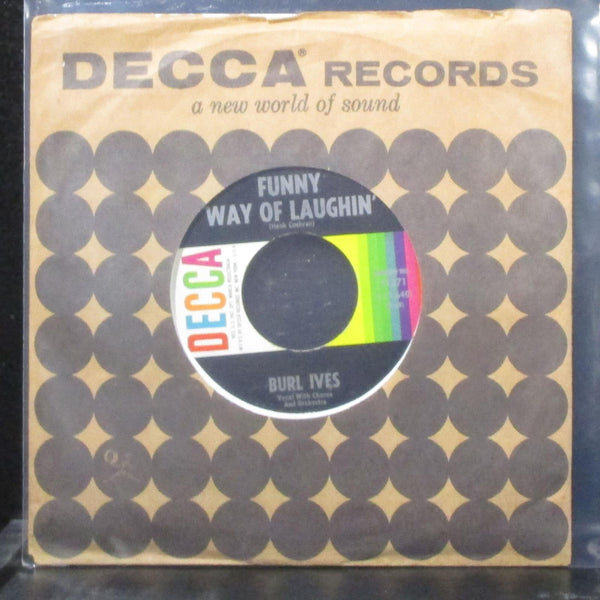 DECCA® RECORDS
a new world of sound
FUNNY
WAY OF LAUGHIN'
(Hank Cochran)
DECCA
BURL IVES
Vocal With Chorus
And Orchestra